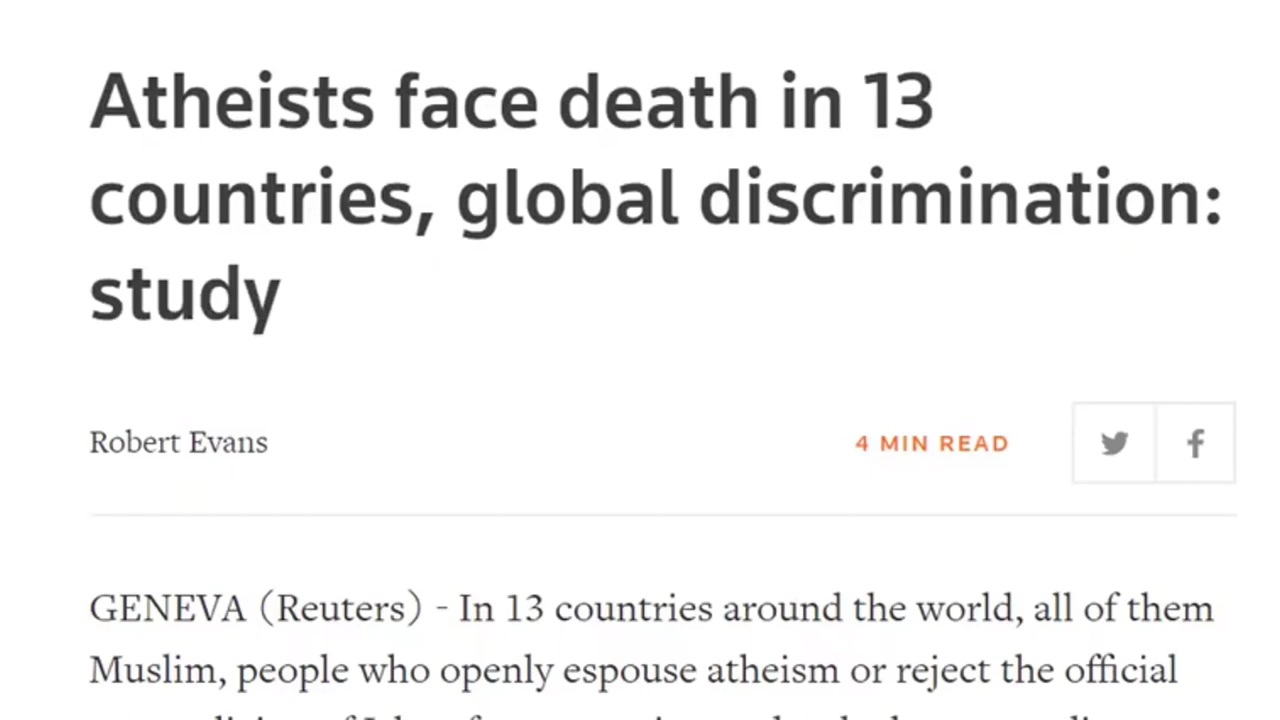 Atheists face death in 13
countries, global discrimination:
study
Robert Evans
4 MIN READ
GENEVA (Reuters) - In 13 countries around the world, all of them
Muslim, people who openly espouse atheism or reject the official